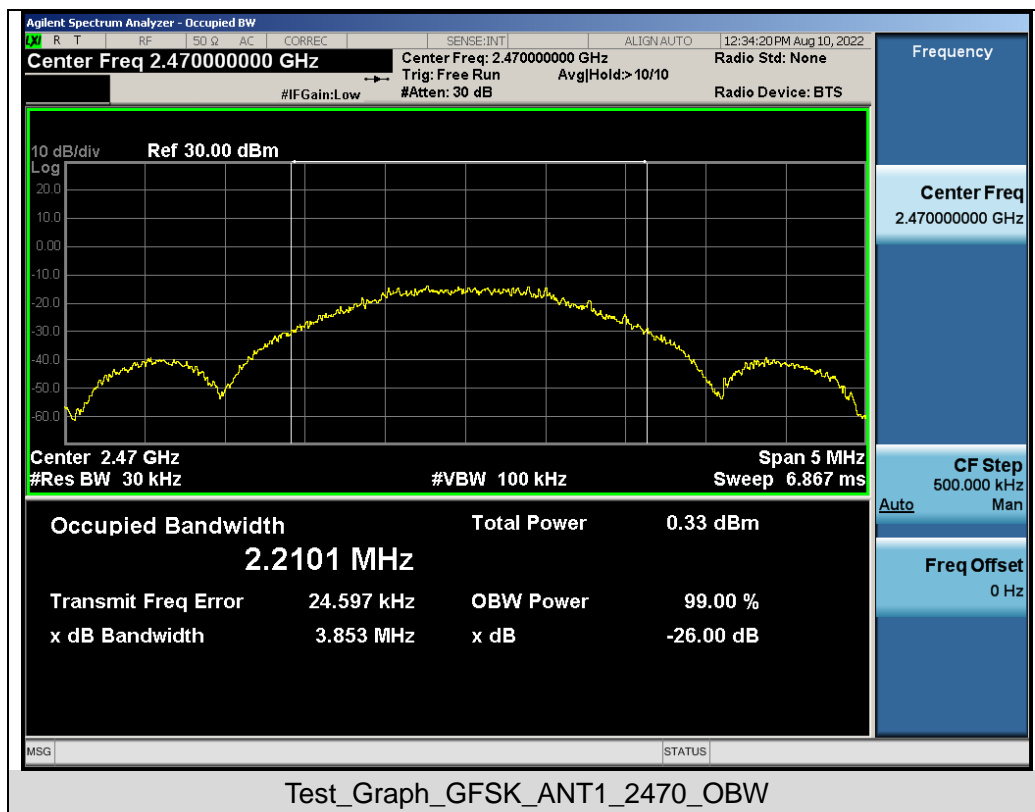 Agilent Spectrum Analyzer - Occupied BW
LXI R T RF 50 Ω AC CORREC SENSE:INT ALIGNAUTO 12:34:20 PM Aug 10, 2022
Center Freq 2.470000000 GHz
Center Freq: 2.470000000 GHz
Radio Std: None
Trig: Free Run Avg|Hold:>10/10
#IFGain:Low
#Atten: 30 dB
Radio Device: BTS
Frequency
10 dB/div Ref 30.00 dBm
Log
20.0
10.0
0.00
-10.0
-20.0
-30.0
-40.0
-50.0
-60.0
Center 2.47 GHz
Span 5 MHz
#Res BW 30 kHz
#VBW 100 kHz
Sweep 6.867 ms
Center Freq
2.470000000 GHz
CF Step
500.000 kHz
Auto Man
Freq Offset
0 Hz
Occupied Bandwidth
2.2101 MHz
Total Power 0.33 dBm
Transmit Freq Error 24.597 kHz
OBW Power 99.00 %
x dB Bandwidth 3.853 MHz
x dB -26.00 dB
MSG
STATUS
Test_Graph_GFSK_ANT1_2470_OBW